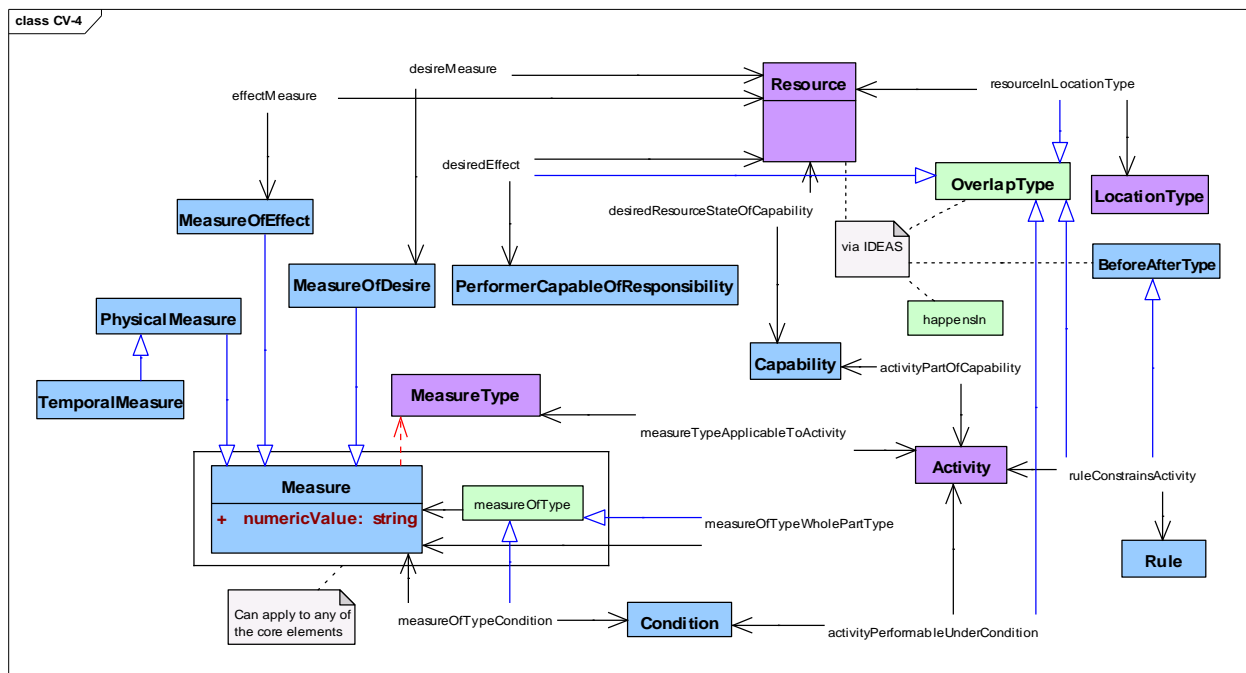 class CV-4
desireMeasure
effectMeasure
Resource
resourceInLocationType
desiredEffect
OverlapType
LocationType
MeasureOfEffect
desiredResourceStateOfCapability
via IDEAS
MeasureOfDesire
PerformerCapableOfResponsibility
BeforeAfterType
PhysicalMeasure
happensIn
Capability
activityPartOfCapability
TemporalMeasure
MeasureType
measureTypeApplicableToActivity
Activity
ruleConstrainsActivity
Measure
+ numericValue: string
measureOfType
measureOfTypeWholePartType
Rule
Can apply to any of
the core elements
measureOfTypeCondition
Condition
activityPerformableUnderCondition